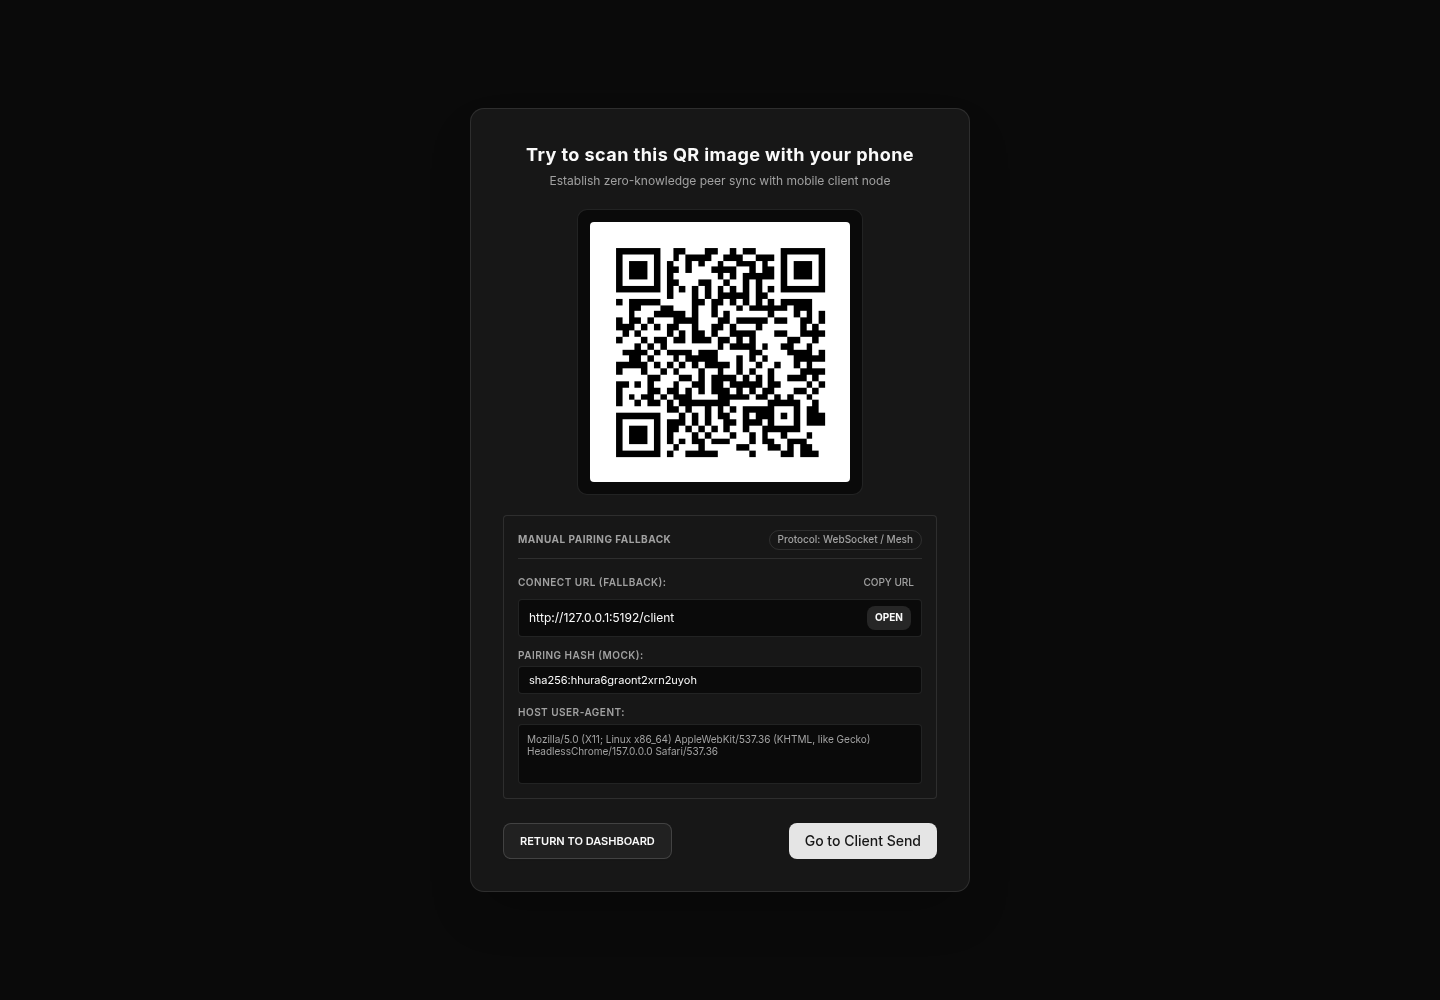 Try to scan this QR image with your phone
Establish zero-knowledge peer sync with mobile client node
MANUAL PAIRING FALLBACK
Protocol: WebSocket / Mesh
CONNECT URL (FALLBACK):
COPY URL
http://127.0.0.1:5192/client
OPEN
PAIRING HASH (MOCK):
sha256:hhura6graont2xrn2uyoh
HOST USER-AGENT:
Mozilla/5.0 (X11; Linux x86_64) AppleWebKit/537.36 (KHTML, like Gecko)
HeadlessChrome/157.0.0.0 Safari/537.36
RETURN TO DASHBOARD
Go to Client Send